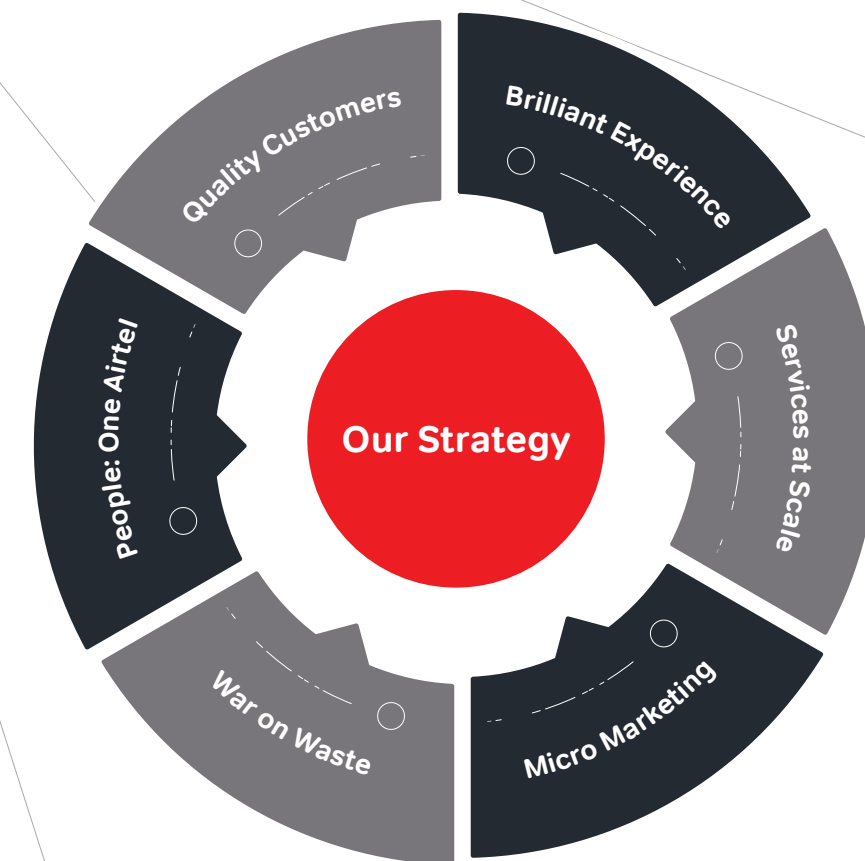 Our Strategy
Quality Customers
Brilliant Experience
Services at Scale
Micro Marketing
War on Waste
People: One Airtel